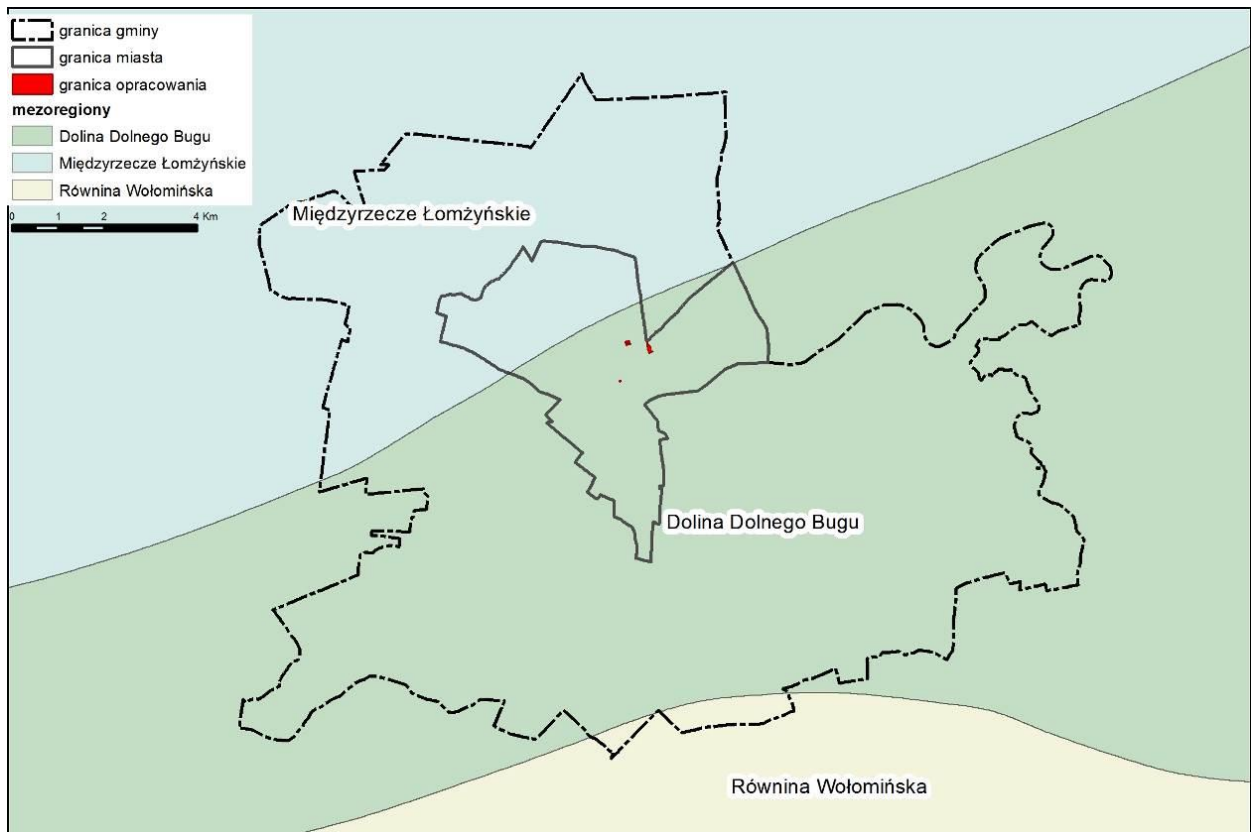 granica gminy
granica miasta
granica opracowania
mezoregiony
Dolina Dolnego Bugu
Międzyrzecze Łomżyńskie
Równina Wołomińska
0 1 2 4 Km
Międzyrzecze Łomżyńskie
Dolina Dolnego Bugu
Równina Wołomińska